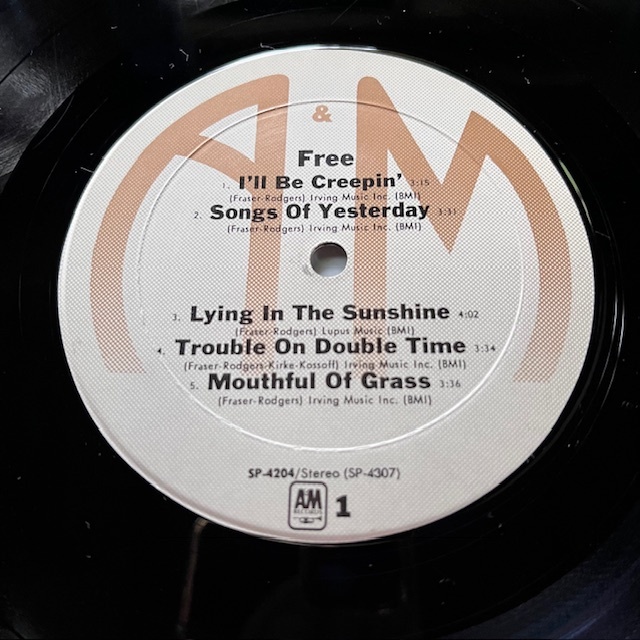 &
Free
1. I'll Be Creepin' 3:15
(Fraser-Rodgers) Irving Music Inc. (BMI)
2. Songs Of Yesterday 3:31
(Fraser-Rodgers) Irving Music Inc. (BMI)
3. Lying In The Sunshine 4:02
(Fraser-Rodgers) Lupus Music (BMI)
4. Trouble On Double Time 3:34
(Fraser-Rodgers-Kirke-Kossoff) Irving Music Inc. (BMI)
5. Mouthful Of Grass 3:36
(Fraser-Rodgers) Irving Music Inc. (BMI)
SP-4204/Stereo (SP-4307)
A&M
RECORDS
1